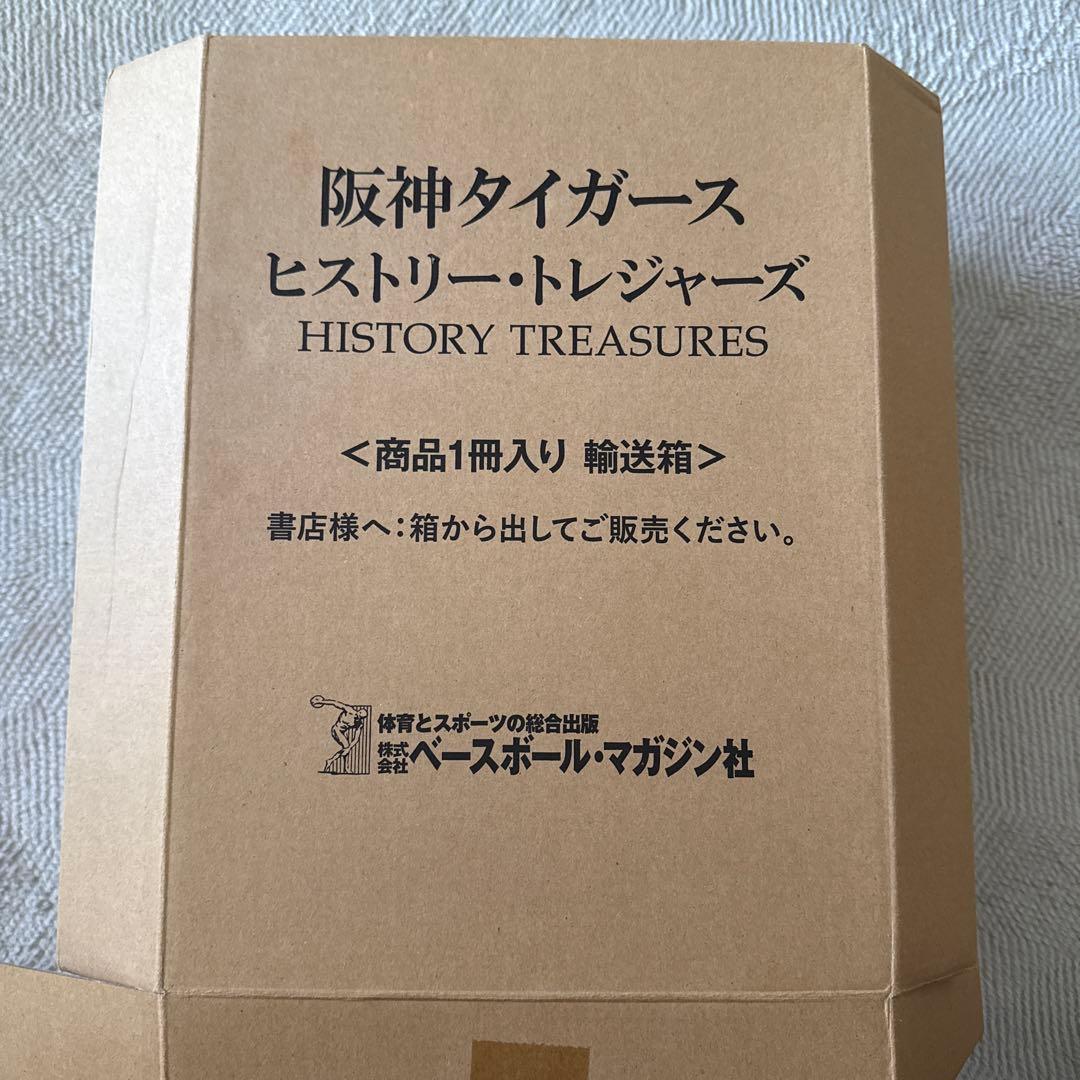 阪神タイガース
ヒストリー・トレジャーズ
HISTORY TREASURES
＜商品1冊入り 輸送箱＞
書店様へ：箱から出してご販売ください。
体育とスポーツの総合出版
株式会社ベースボール・マガジン社